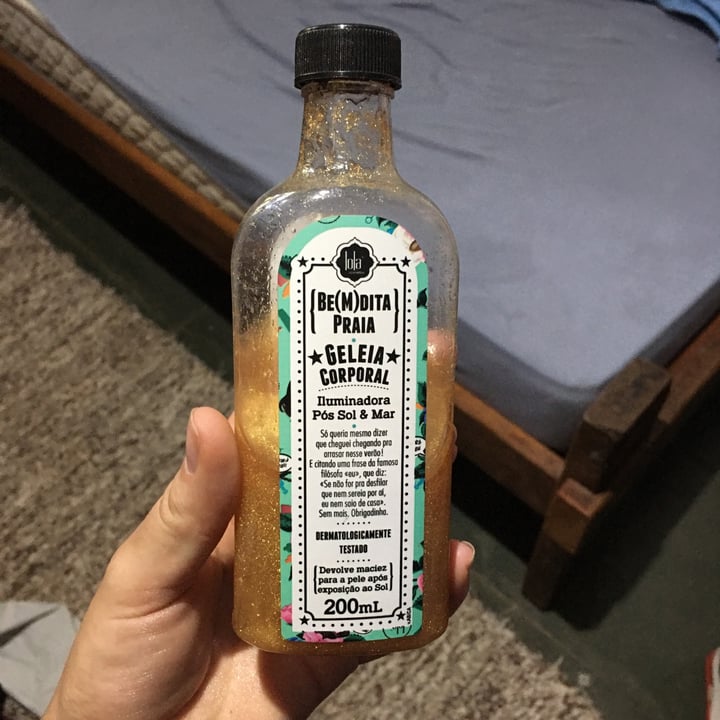 lola
BE(M)DITA
PRAIA
GELEIA
CORPORAL
Iluminadora
Pós Sol & Mar
Só queria mesmo dizer
que cheguei chegando pra
arrasar nesse verão!
E citando uma frase da famosa
filósofa «eu», que diz:
«Se não for pra desfilar
que nem sereia por aí,
eu nem saio de casa».
Sem mais. Obrigadinha.
DERMATOLOGICAMENTE
TESTADO
Devolve maciez
para a pele após
exposição ao Sol
200mL